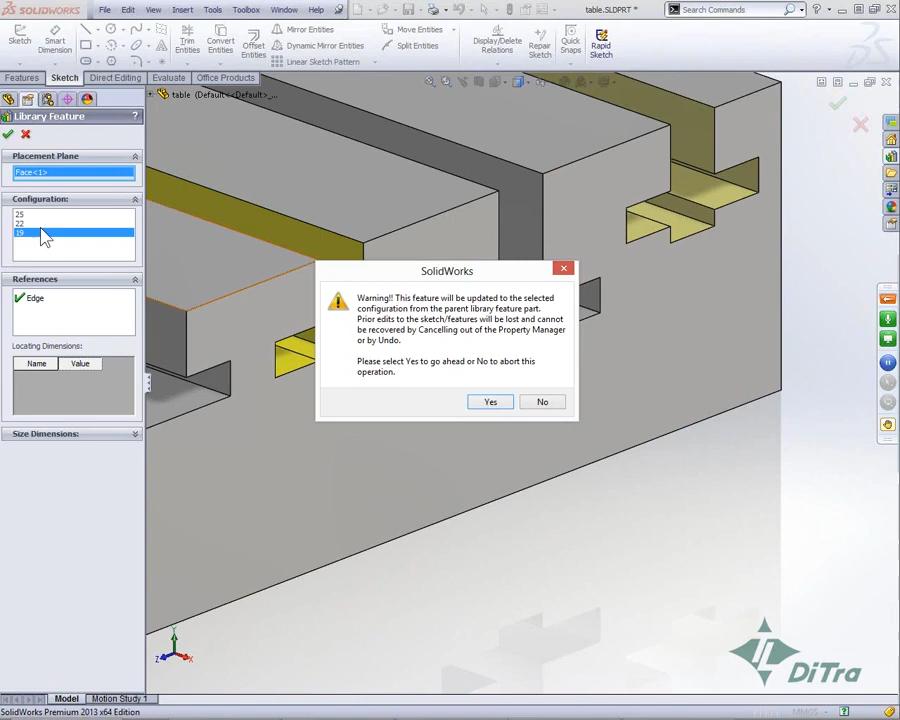 SOLIDWORKS
File Edit View Insert Tools Toolbox Window Help
table.SLDPRT *
Search Commands
Sketch
Smart Dimension
Trim Entities
Convert Entities
Offset Entities
Mirror Entities
Dynamic Mirror Entities
Linear Sketch Pattern
Move Entities
Split Entities
Display/Delete Relations
Repair Sketch
Quick Snaps
Rapid Sketch
Features Sketch Direct Editing Evaluate Office Products
table (Default<<Default>_...
Library Feature ?
Placement Plane
Face<1>
Configuration:
25
22
19
References
Edge
Locating Dimensions:
Name Value
Size Dimensions:
SolidWorks
Warning!! This feature will be updated to the selected
configuration from the parent library feature part.
Prior edits to the sketch/features will be lost and cannot
be recovered by Cancelling out of the Property Manager
or by Undo.
Please select Yes to go ahead or No to abort this
operation.
Yes No
Y
Z X
DiTra
Model Motion Study 1
SolidWorks Premium 2013 x64 Edition
MMGS